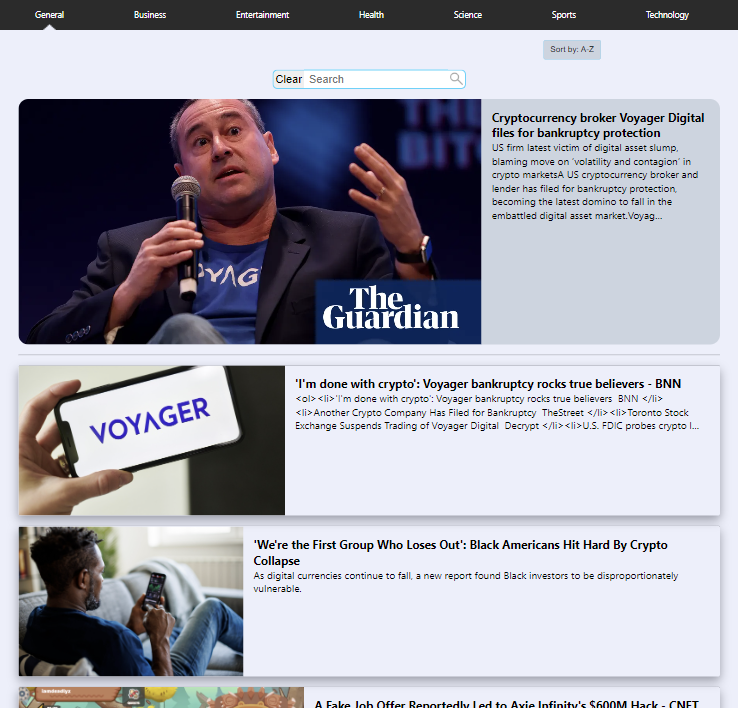 General Business Entertainment Health Science Sports Technology
Sort by: A-Z
Clear Search
THE
BITC
OYAG
The
Guardian
Cryptocurrency broker Voyager Digital
files for bankruptcy protection
US firm latest victim of digital asset slump,
blaming move on 'volatility and contagion' in
crypto marketsA US cryptocurrency broker and
lender has filed for bankruptcy protection,
becoming the latest domino to fall in the
embattled digital asset market.Voyag...
VOYAGER
'I'm done with crypto': Voyager bankruptcy rocks true believers - BNN
<ol><li>'I'm done with crypto': Voyager bankruptcy rocks true believers BNN </li>
<li>Another Crypto Company Has Filed for Bankruptcy TheStreet </li><li>Toronto Stock
Exchange Suspends Trading of Voyager Digital Decrypt </li><li>U.S. FDIC probes crypto l...
'We're the First Group Who Loses Out': Black Americans Hit Hard By Crypto
Collapse
As digital currencies continue to fall, a new report found Black investors to be disproportionately
vulnerable.
A Fake Job Offer Reportedly Led to Axie Infinity's $600M Hack - CNET